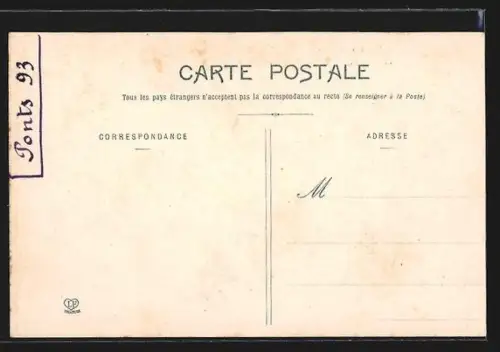 Ponts 93
CARTE POSTALE
Tous les pays étrangers n'acceptent pas la correspondance au recto (Se renseigner à la Poste)
CORRESPONDANCE
ADRESSE
M